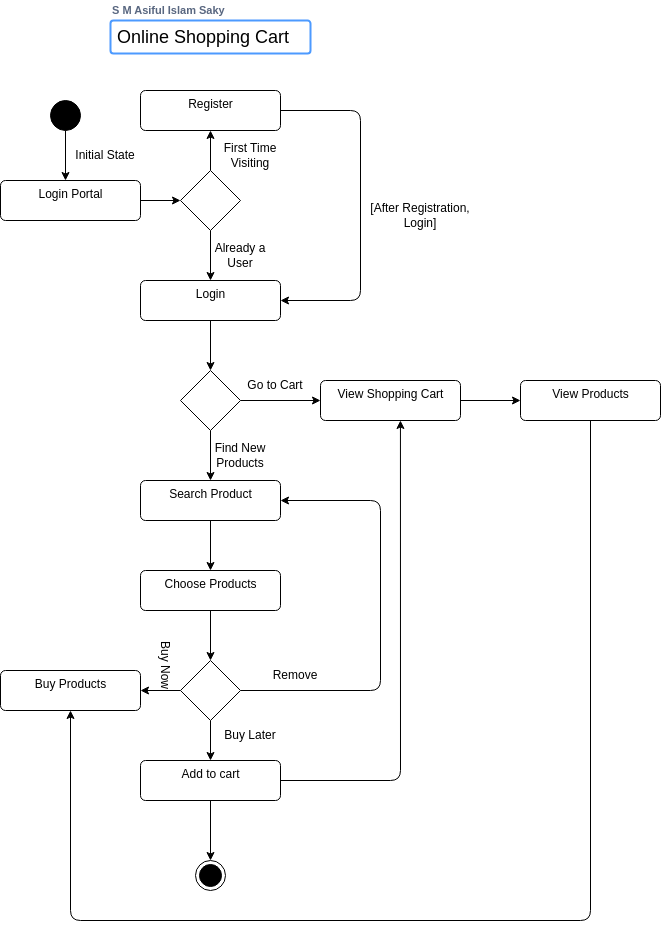 S M Asiful Islam Saky
Online Shopping Cart
Register
Initial State
First Time
Visiting
Login Portal
[After Registration,
Login]
Already a
User
Login
Go to Cart
View Shopping Cart
View Products
Find New
Products
Search Product
Choose Products
Buy Now
Remove
Buy Products
Buy Later
Add to cart